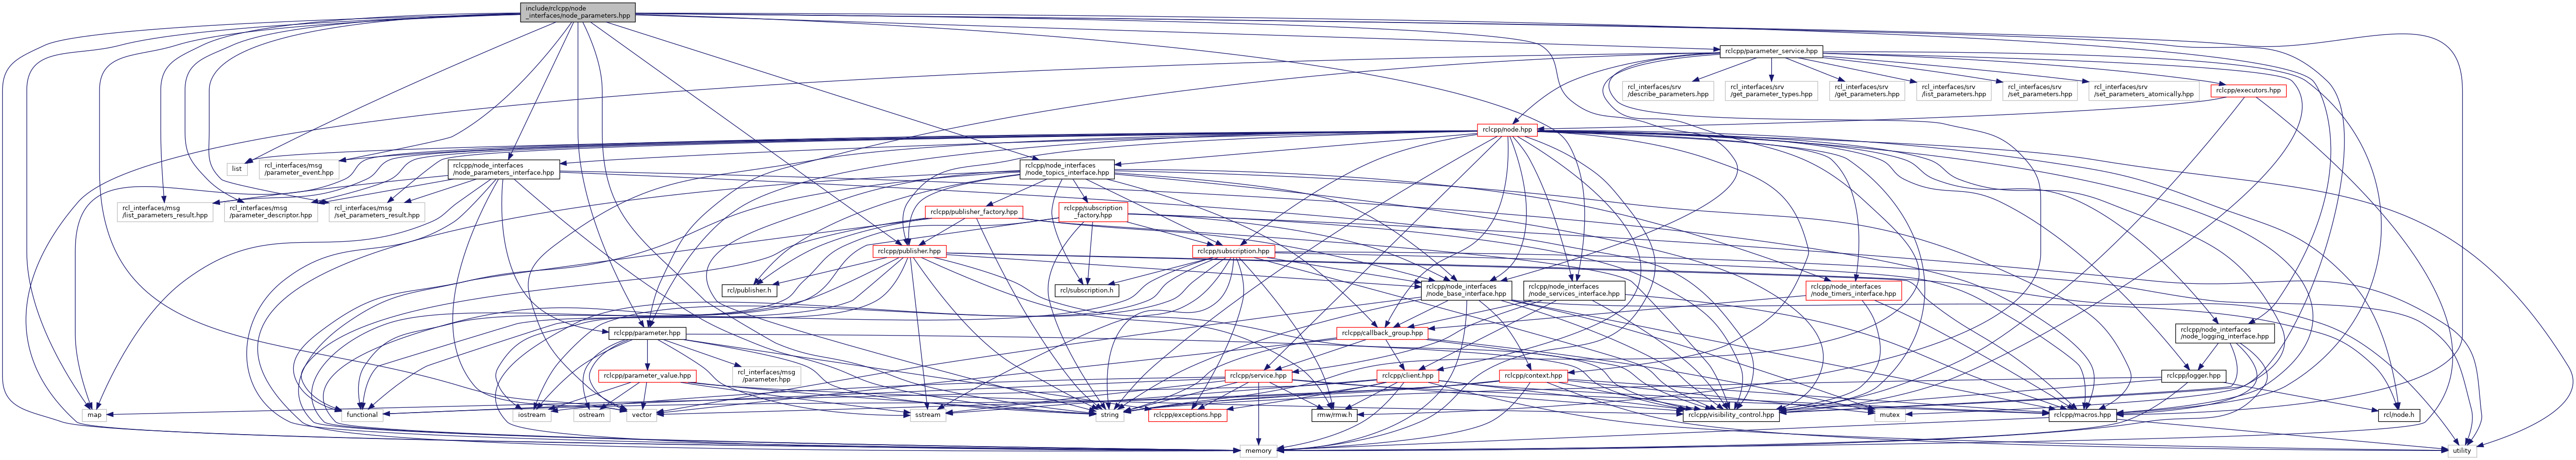 include/rclcpp/node
_interfaces/node_parameters.hpp
rclcpp/parameter_service.hpp
rcl_interfaces/srv
/describe_parameters.hpp
rcl_interfaces/srv
/get_parameter_types.hpp
rcl_interfaces/srv
/get_parameters.hpp
rcl_interfaces/srv
/list_parameters.hpp
rcl_interfaces/srv
/set_parameters.hpp
rcl_interfaces/srv
/set_parameters_atomically.hpp
rclcpp/executors.hpp
rclcpp/node.hpp
list
rcl_interfaces/msg
/parameter_event.hpp
rclcpp/node_interfaces
/node_parameters_interface.hpp
rclcpp/node_interfaces
/node_topics_interface.hpp
rcl_interfaces/msg
/list_parameters_result.hpp
rcl_interfaces/msg
/parameter_descriptor.hpp
rcl_interfaces/msg
/set_parameters_result.hpp
rclcpp/publisher_factory.hpp
rclcpp/subscription
_factory.hpp
rclcpp/publisher.hpp
rclcpp/subscription.hpp
rcl/publisher.h
rcl/subscription.h
rclcpp/node_interfaces
/node_base_interface.hpp
rclcpp/node_interfaces
/node_services_interface.hpp
rclcpp/node_interfaces
/node_timers_interface.hpp
rclcpp/parameter.hpp
rclcpp/callback_group.hpp
rclcpp/node_interfaces
/node_logging_interface.hpp
rclcpp/parameter_value.hpp
rcl_interfaces/msg
/parameter.hpp
rclcpp/service.hpp
rclcpp/client.hpp
rclcpp/context.hpp
rclcpp/logger.hpp
map
functional
iostream
ostream
vector
sstream
string
rclcpp/exceptions.hpp
rmw/rmw.h
rclcpp/visibility_control.hpp
mutex
rclcpp/macros.hpp
rcl/node.h
memory
utility